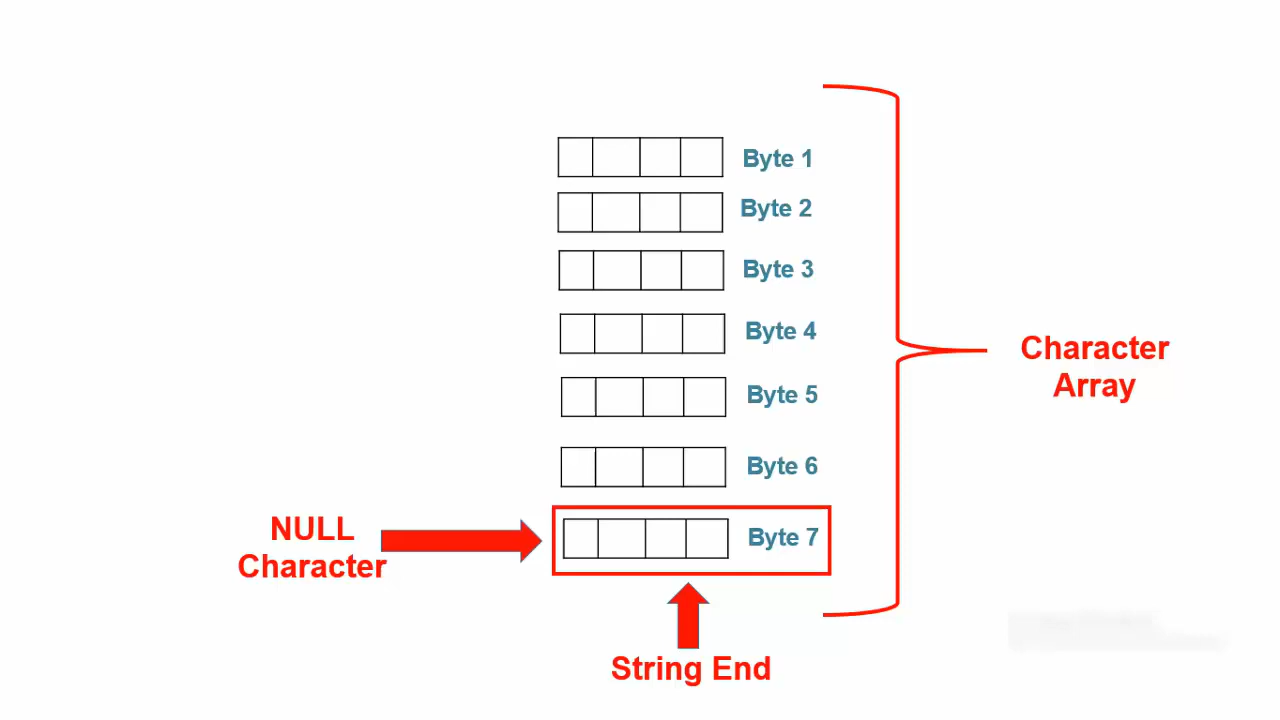 Byte 1
Byte 2
Byte 3
Byte 4
Character
Array
Byte 5
Byte 6
NULL
Character
Byte 7
String End